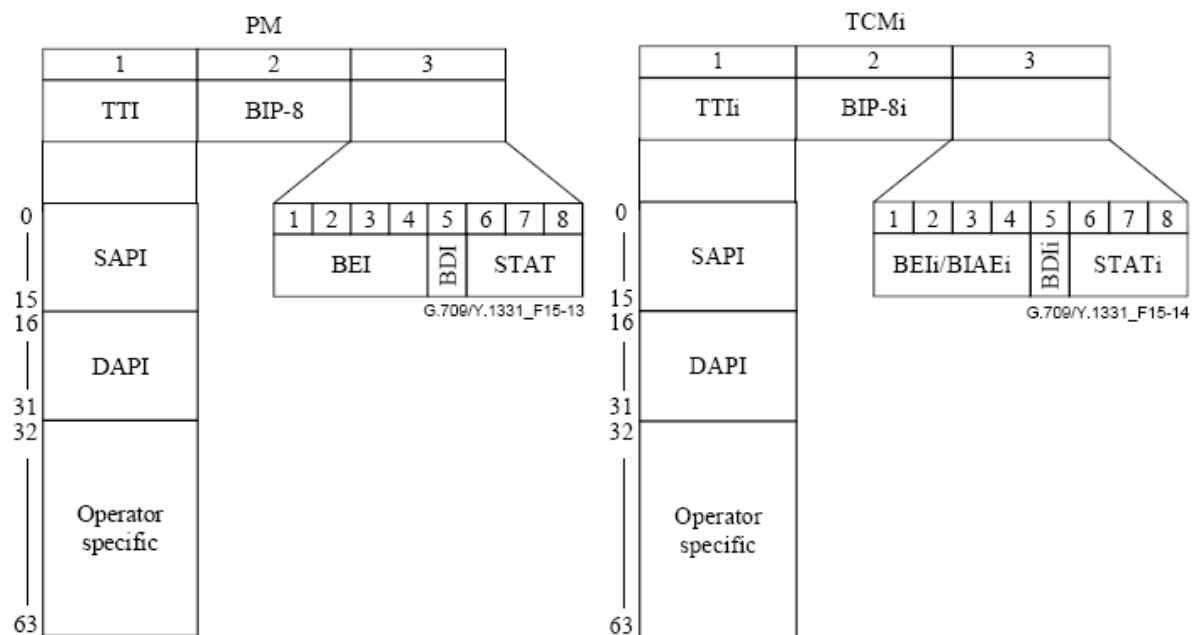 PM
1 2 3
TTI BIP-8
0
1 2 3 4 5 6 7 8
SAPI
BEI BDI STAT
15
G.709/Y.1331_F15-13
16
DAPI
31
32
Operator
specific
63
TCMi
1 2 3
TTIi BIP-8i
0
1 2 3 4 5 6 7 8
SAPI
BEIi/BIAEi BDIi STATi
15
G.709/Y.1331_F15-14
16
DAPI
31
32
Operator
specific
63